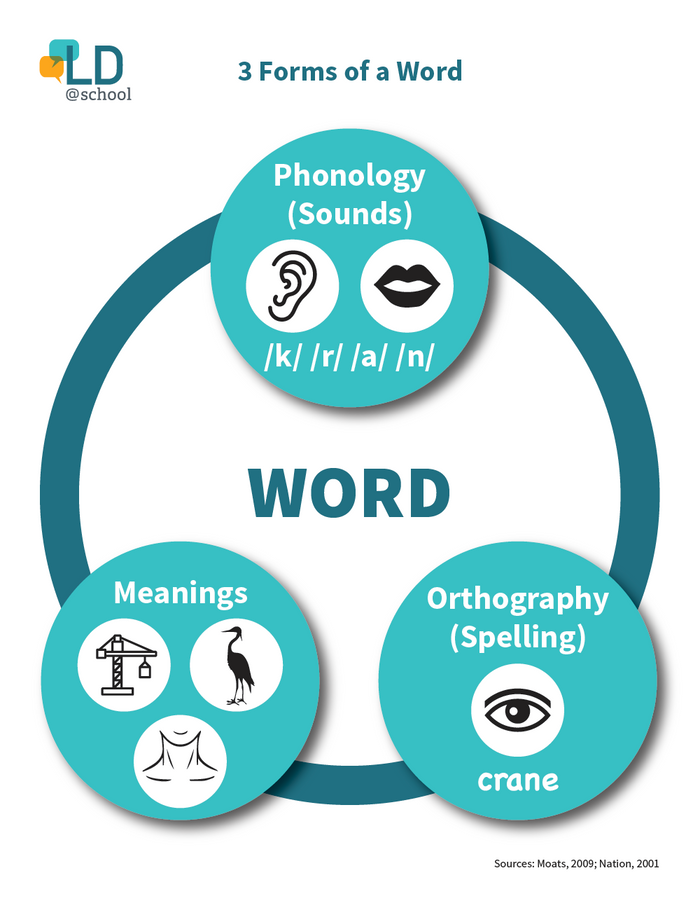 LD
@school
3 Forms of a Word
Phonology
(Sounds)
/k/ /r/ /a/ /n/
WORD
Meanings
Orthography
(Spelling)
crane
Sources: Moats, 2009; Nation, 2001